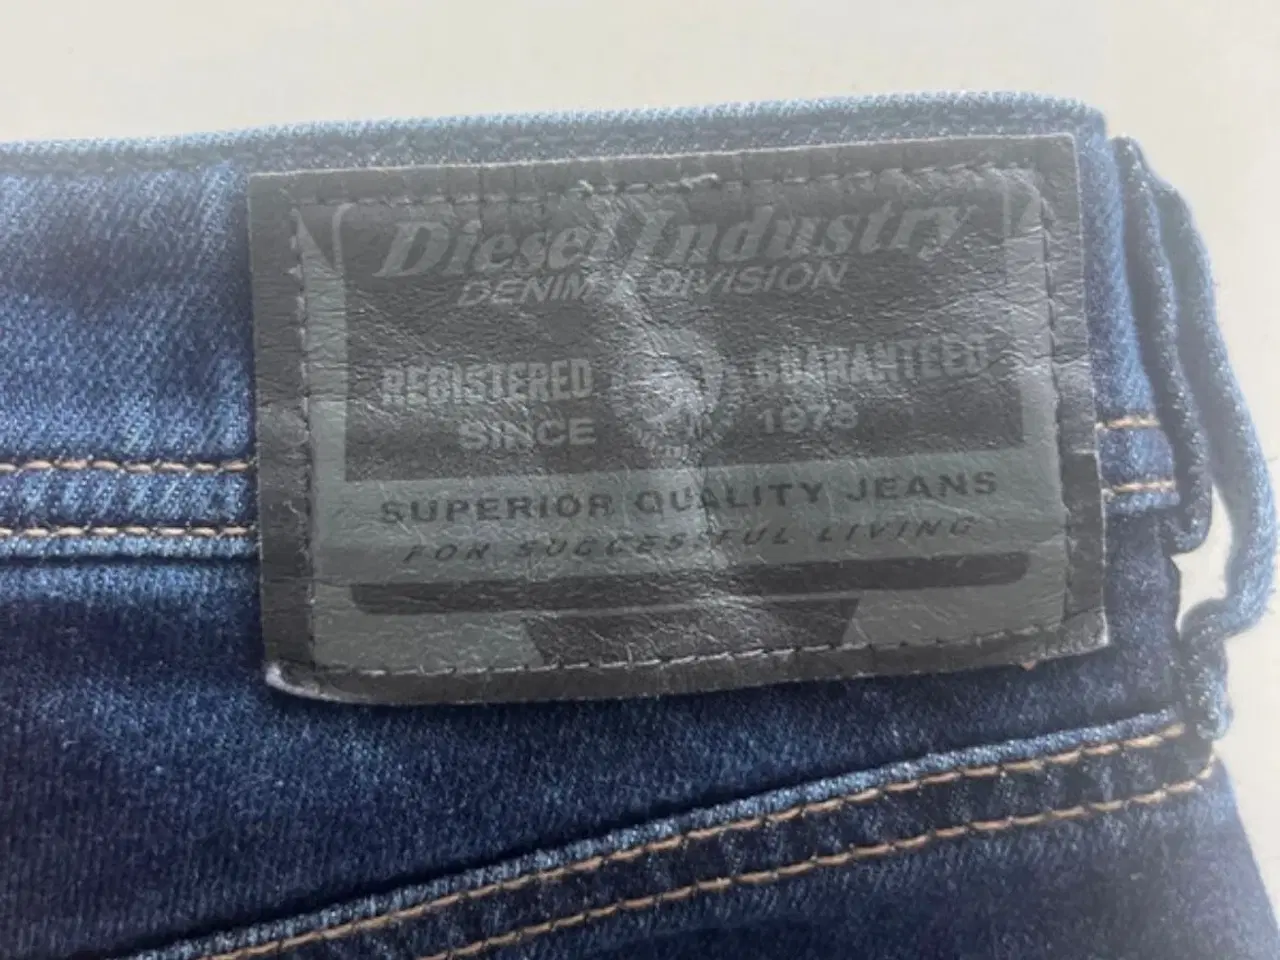 Diesel Industry
DENIM DIVISION
REGISTERED GUARANTEED
SINCE 1978
SUPERIOR QUALITY JEANS
FOR SUCCESSFUL LIVING